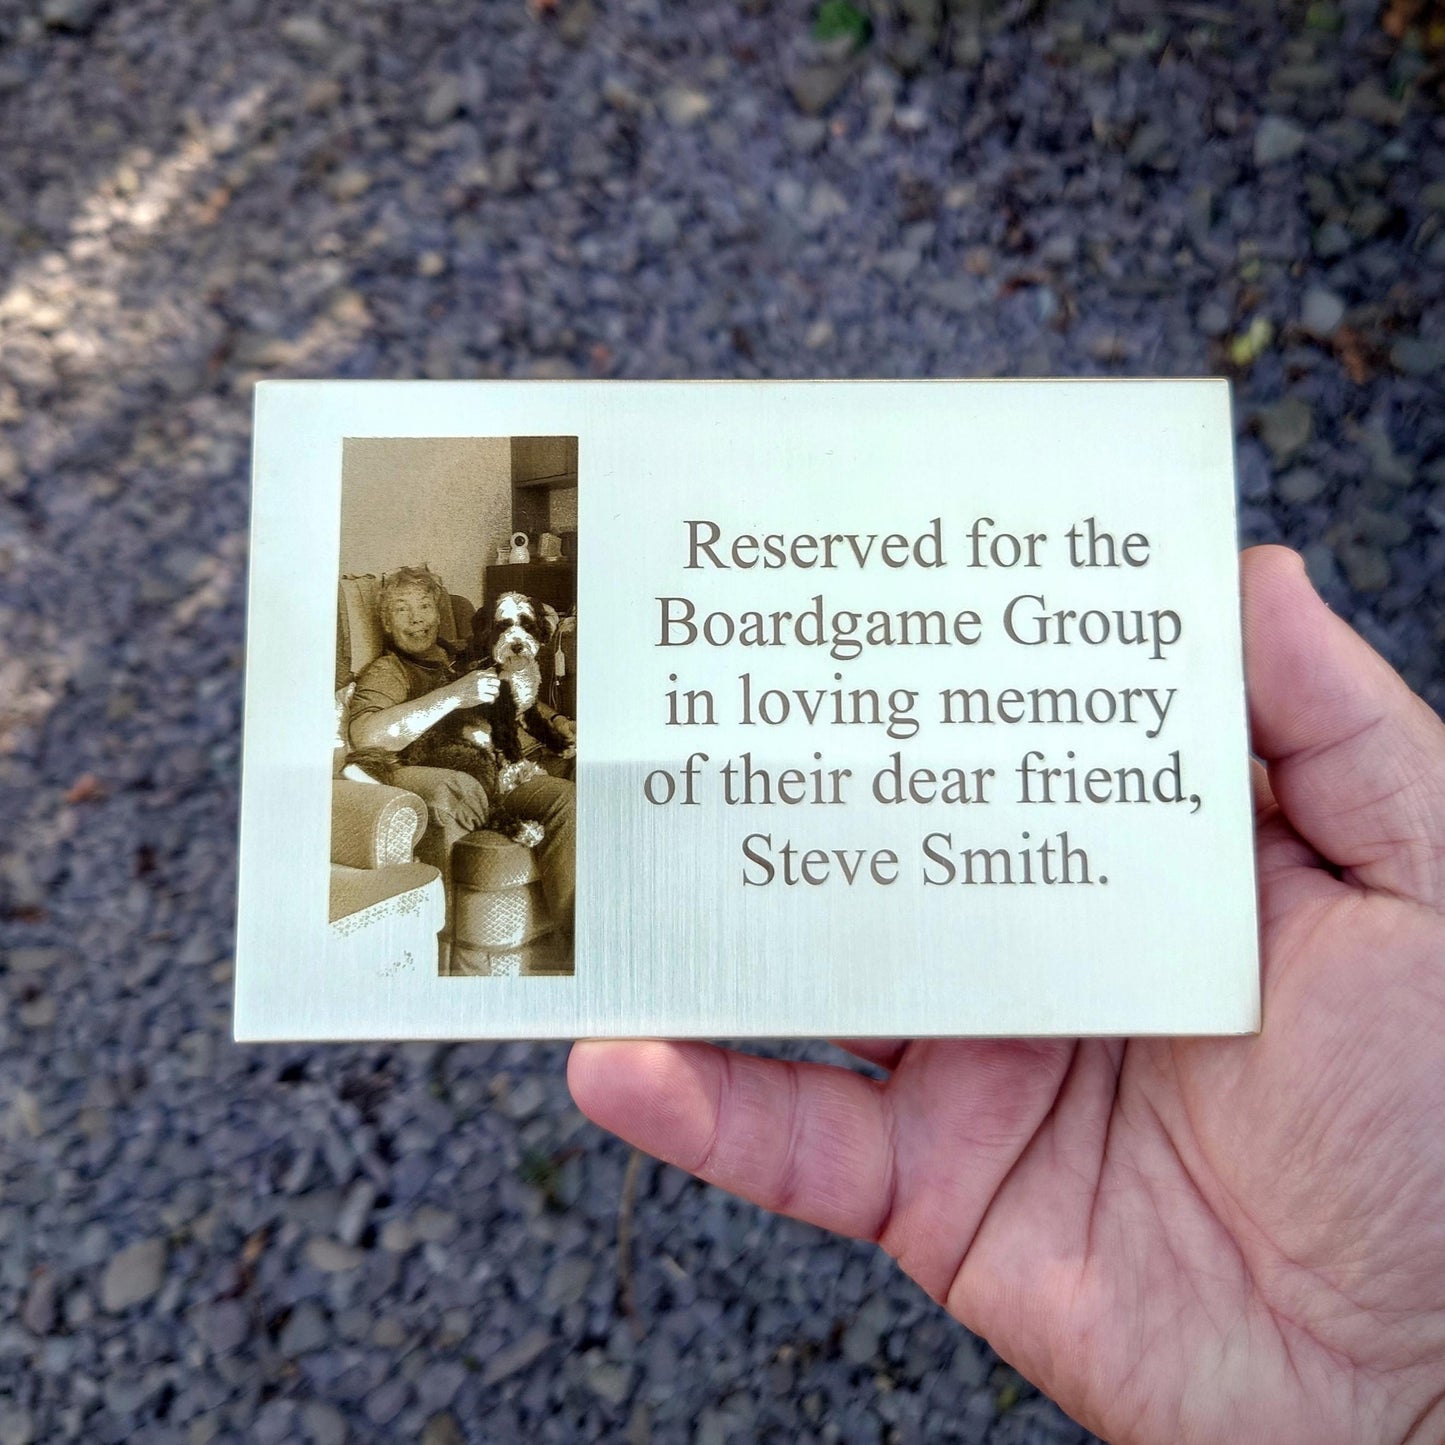 Reserved for the
Boardgame Group
in loving memory
of their dear friend,
Steve Smith.